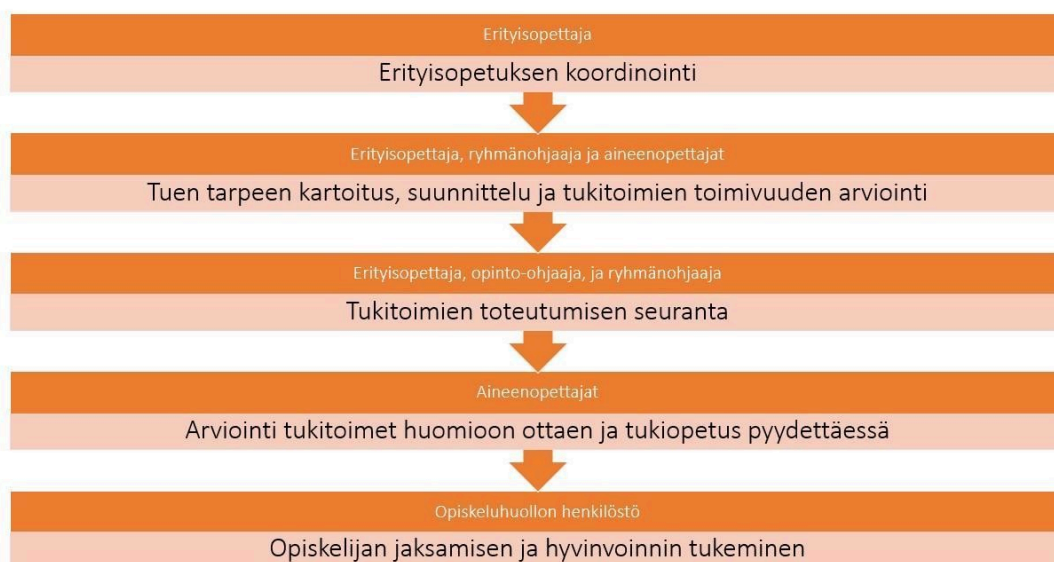 Erityisopettaja
Erityisopetuksen koordinointi
Erityisopettaja, ryhmänohjaaja ja aineenopettajat
Tuen tarpeen kartoitus, suunnittelu ja tukitoimien toimivuuden arviointi
Erityisopettaja, opinto-ohjaaja, ja ryhmänohjaaja
Tukitoimien toteutumisen seuranta
Aineenopettajat
Arviointi tukitoimet huomioon ottaen ja tukiopetus pyydettäessä
Opiskeluhuollon henkilöstö
Opiskelijan jaksamisen ja hyvinvoinnin tukeminen